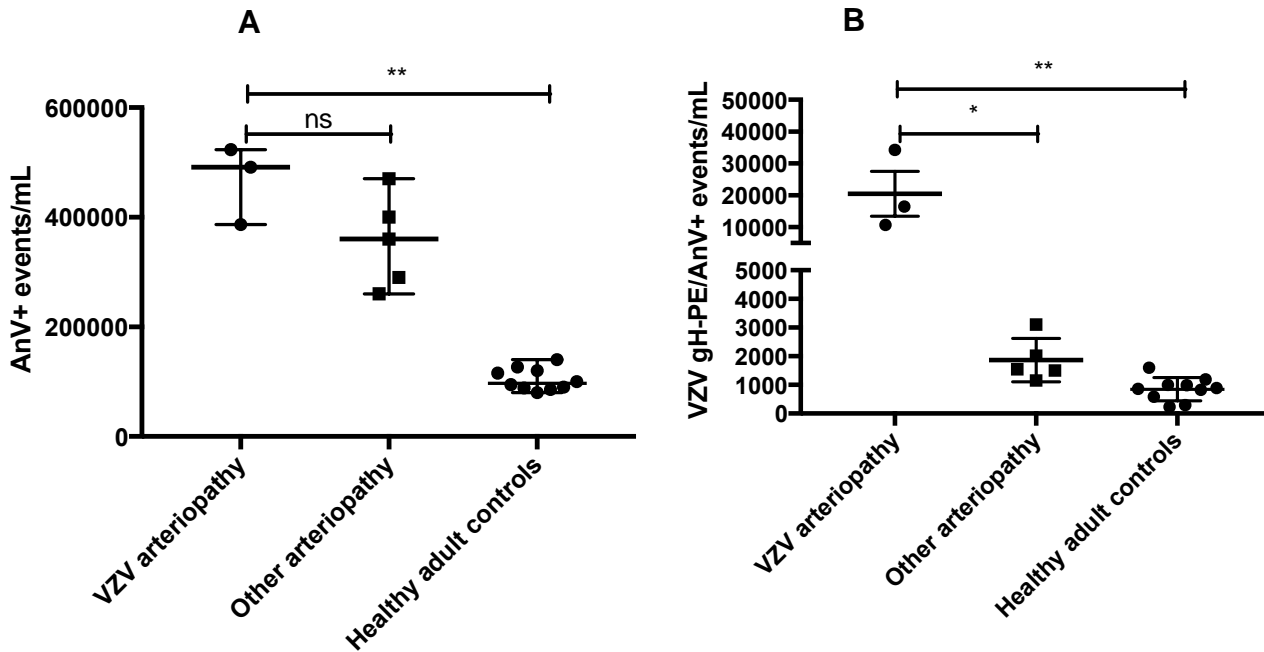 A
**
ns
600000
400000
200000
0
AnV+ events/mL
VZV arteriopathy
Other arteriopathy
Healthy adult controls
B
**
*
50000
40000
30000
20000
10000
5000
4000
3000
2000
1000
0
VZV gH-PE/AnV+ events/mL
VZV arteriopathy
Other arteriopathy
Healthy adult controls